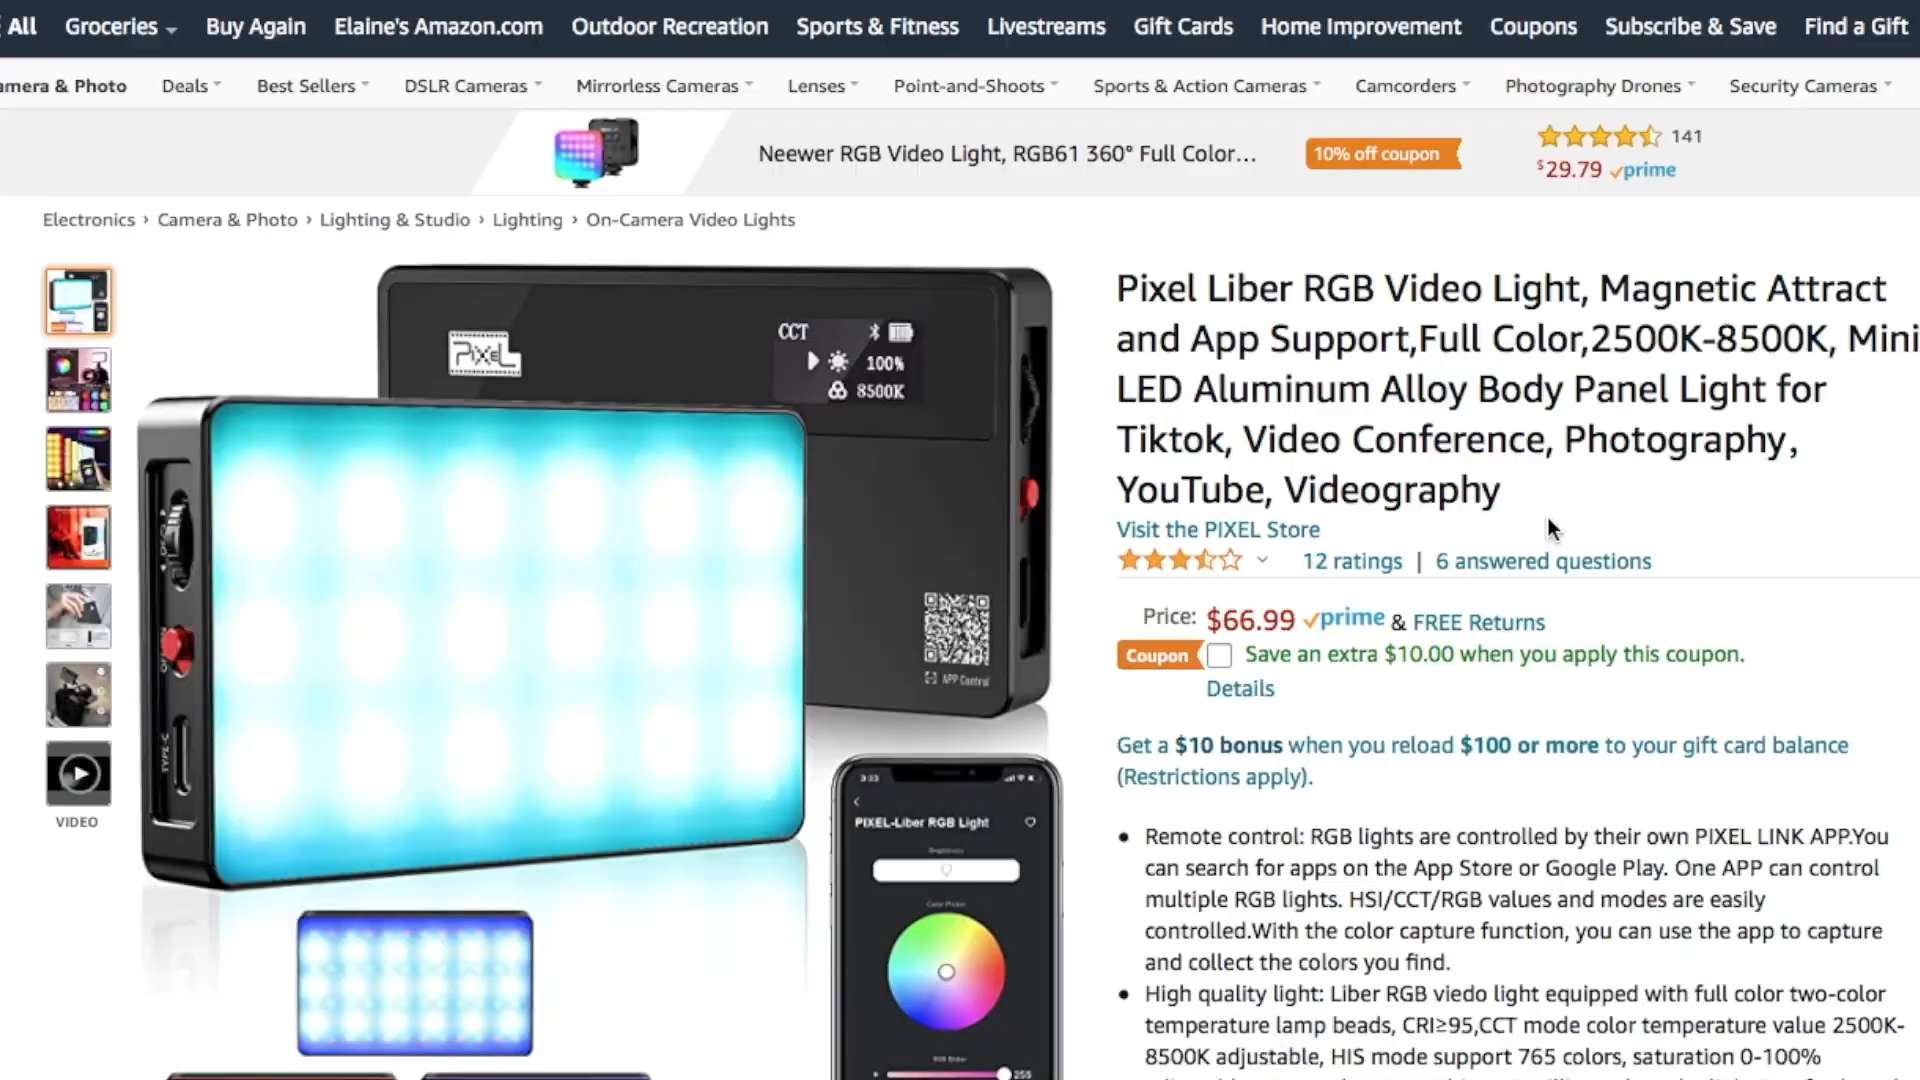 All Groceries Buy Again Elaine's Amazon.com Outdoor Recreation Sports & Fitness Livestreams Gift Cards Home Improvement Coupons Subscribe & Save Find a Gift
amera & Photo Deals Best Sellers DSLR Cameras Mirrorless Cameras Lenses Point-and-Shoots Sports & Action Cameras Camcorders Photography Drones Security Cameras
Neewer RGB Video Light, RGB61 360° Full Color... 10% off coupon 141
$29.79 prime
Electronics › Camera & Photo › Lighting & Studio › Lighting › On-Camera Video Lights
PIXEL
CCT
100%
8500K
TYPE-C
APP Control
VIDEO
3:33
PIXEL-Liber RGB Light
Brightness
Color Picker
RGB Slider
255
Pixel Liber RGB Video Light, Magnetic Attract
and App Support,Full Color,2500K-8500K, Mini
LED Aluminum Alloy Body Panel Light for
Tiktok, Video Conference, Photography,
YouTube, Videography
Visit the PIXEL Store
12 ratings | 6 answered questions
Price: $66.99 prime & FREE Returns
Coupon Save an extra $10.00 when you apply this coupon.
Details
Get a $10 bonus when you reload $100 or more to your gift card balance
(Restrictions apply).
• Remote control: RGB lights are controlled by their own PIXEL LINK APP.You
can search for apps on the App Store or Google Play. One APP can control
multiple RGB lights. HSI/CCT/RGB values and modes are easily
controlled.With the color capture function, you can use the app to capture
and collect the colors you find.
• High quality light: Liber RGB viedo light equipped with full color two-color
temperature lamp beads, CRI≥95,CCT mode color temperature value 2500K-
8500K adjustable, HIS mode support 765 colors, saturation 0-100%